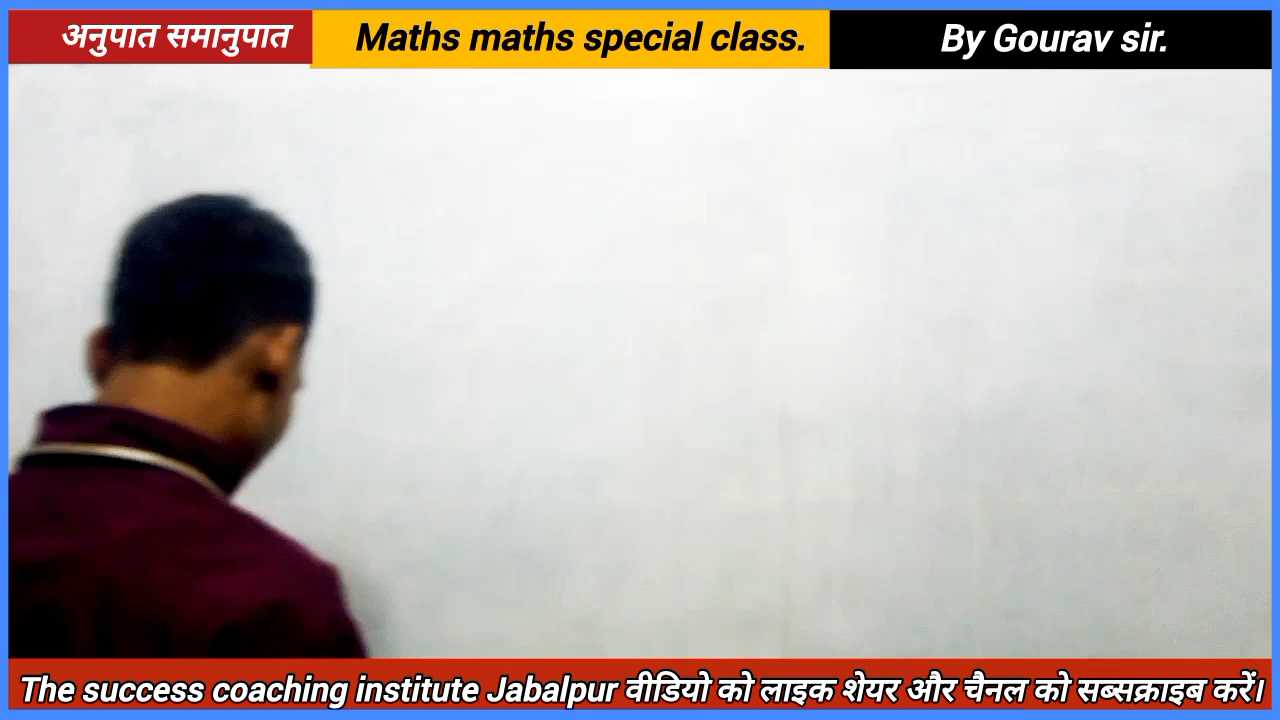 अनुपात समानुपात
Maths maths special class.
By Gourav sir.
The success coaching institute Jabalpur वीडियो को लाइक शेयर और चैनल को सब्सक्राइब करें।